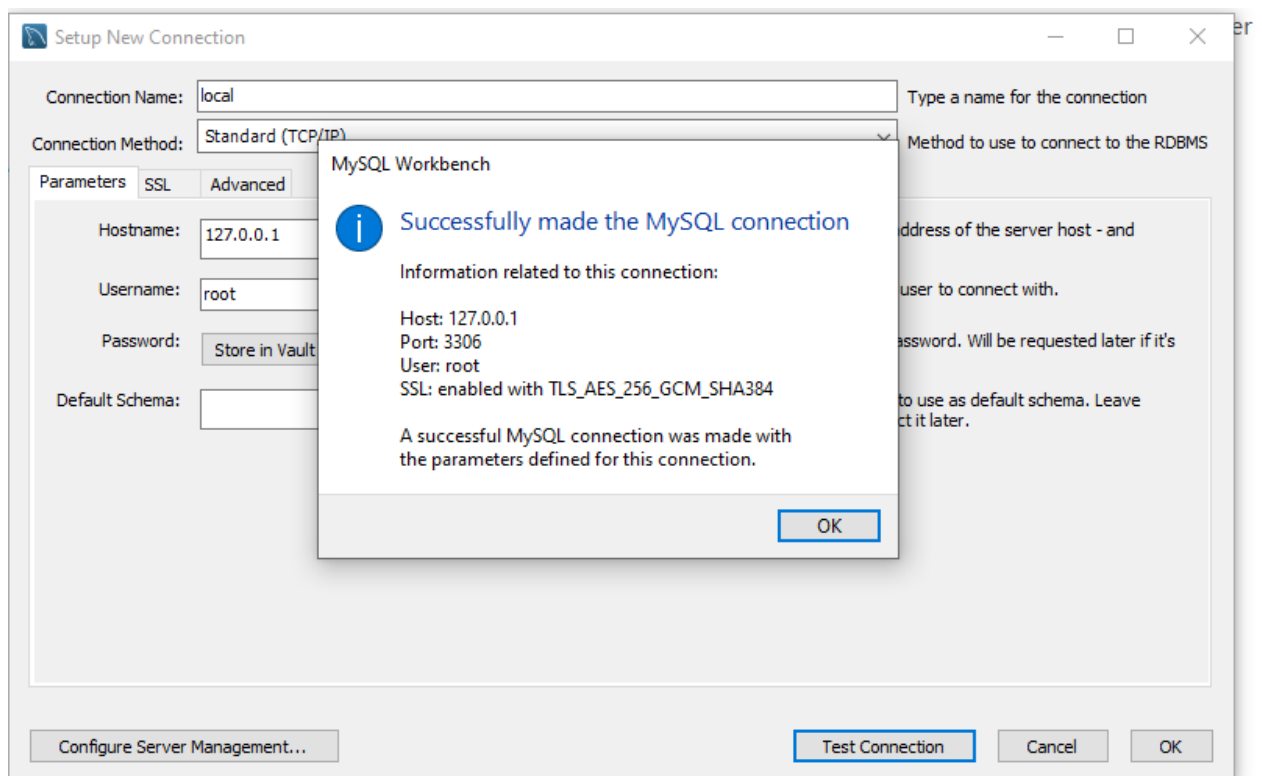 er
Setup New Connection
Connection Name: local Type a name for the connection
Connection Method: Standard (TCP/IP) Method to use to connect to the RDBMS
Parameters SSL Advanced
Hostname: 127.0.0.1 address of the server host - and
Username: root user to connect with.
Password: Store in Vault assword. Will be requested later if it's
Default Schema: to use as default schema. Leave
ct it later.
MySQL Workbench
Successfully made the MySQL connection
Information related to this connection:
Host: 127.0.0.1
Port: 3306
User: root
SSL: enabled with TLS_AES_256_GCM_SHA384
A successful MySQL connection was made with
the parameters defined for this connection.
OK
Configure Server Management... Test Connection Cancel OK